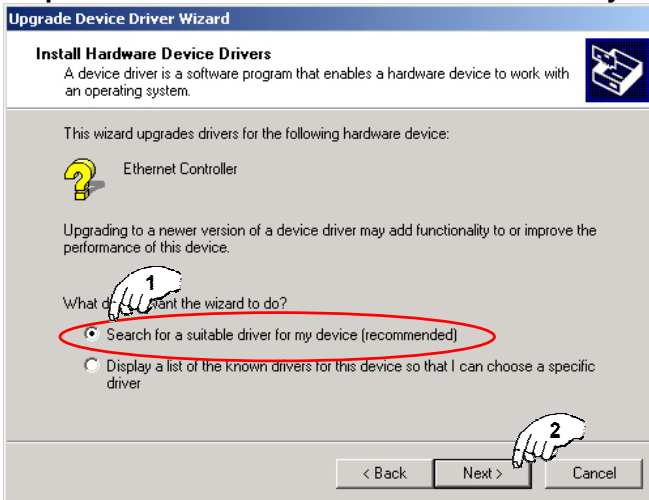 Upgrade Device Driver Wizard
Install Hardware Device Drivers
A device driver is a software program that enables a hardware device to work with
an operating system.
This wizard upgrades drivers for the following hardware device:
Ethernet Controller
Upgrading to a newer version of a device driver may add functionality to or improve the
performance of this device.
1
What d want the wizard to do?
Search for a suitable driver for my device (recommended)
Display a list of the known drivers for this device so that I can choose a specific
driver
2
< Back
Next >
Cancel